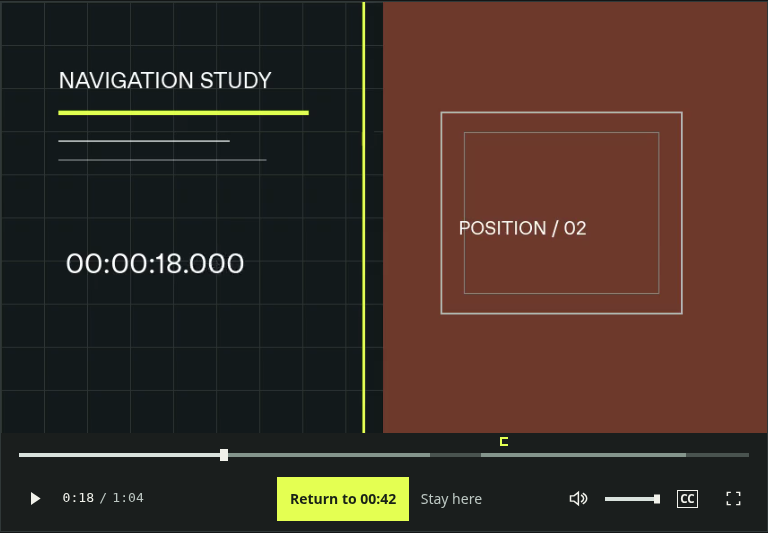 NAVIGATION STUDY
00:00:18.000
POSITION / 02
0:18 / 1:04
Return to 00:42
Stay here
CC